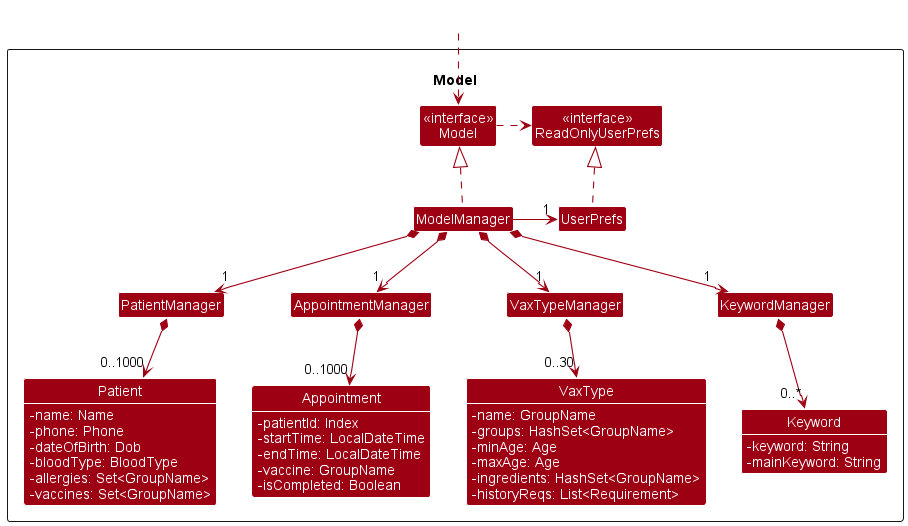 Model
«interface»
Model
«interface»
ReadOnlyUserPrefs
ModelManager
1
UserPrefs
1
1
1
1
PatientManager
AppointmentManager
VaxTypeManager
KeywordManager
0..1000
0..1000
0..30
0..*
Patient
-name: Name
-phone: Phone
-dateOfBirth: Dob
-bloodType: BloodType
-allergies: Set<GroupName>
-vaccines: Set<GroupName>
Appointment
-patientId: Index
-startTime: LocalDateTime
-endTime: LocalDateTime
-vaccine: GroupName
-isCompleted: Boolean
VaxType
-name: GroupName
-groups: HashSet<GroupName>
-minAge: Age
-maxAge: Age
-ingredients: HashSet<GroupName>
-historyReqs: List<Requirement>
Keyword
-keyword: String
-mainKeyword: String